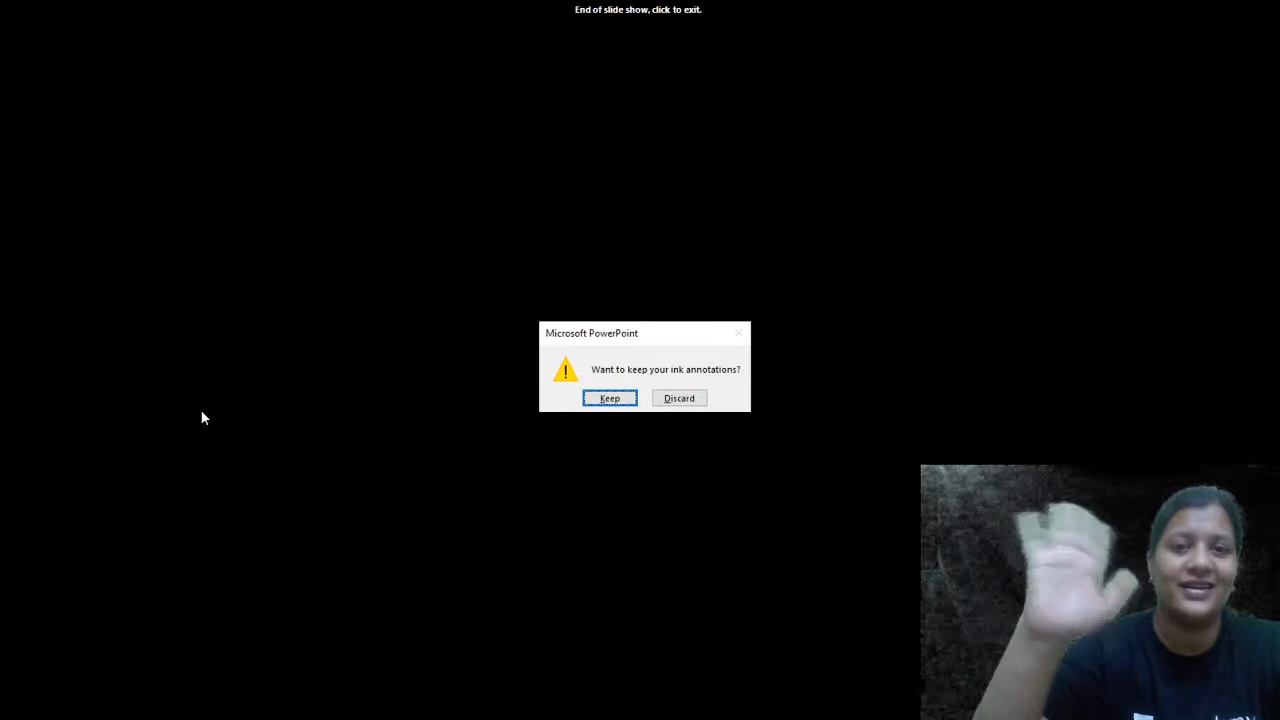 End of slide show, click to exit.
Microsoft PowerPoint
Want to keep your ink annotations?
Keep
Discard